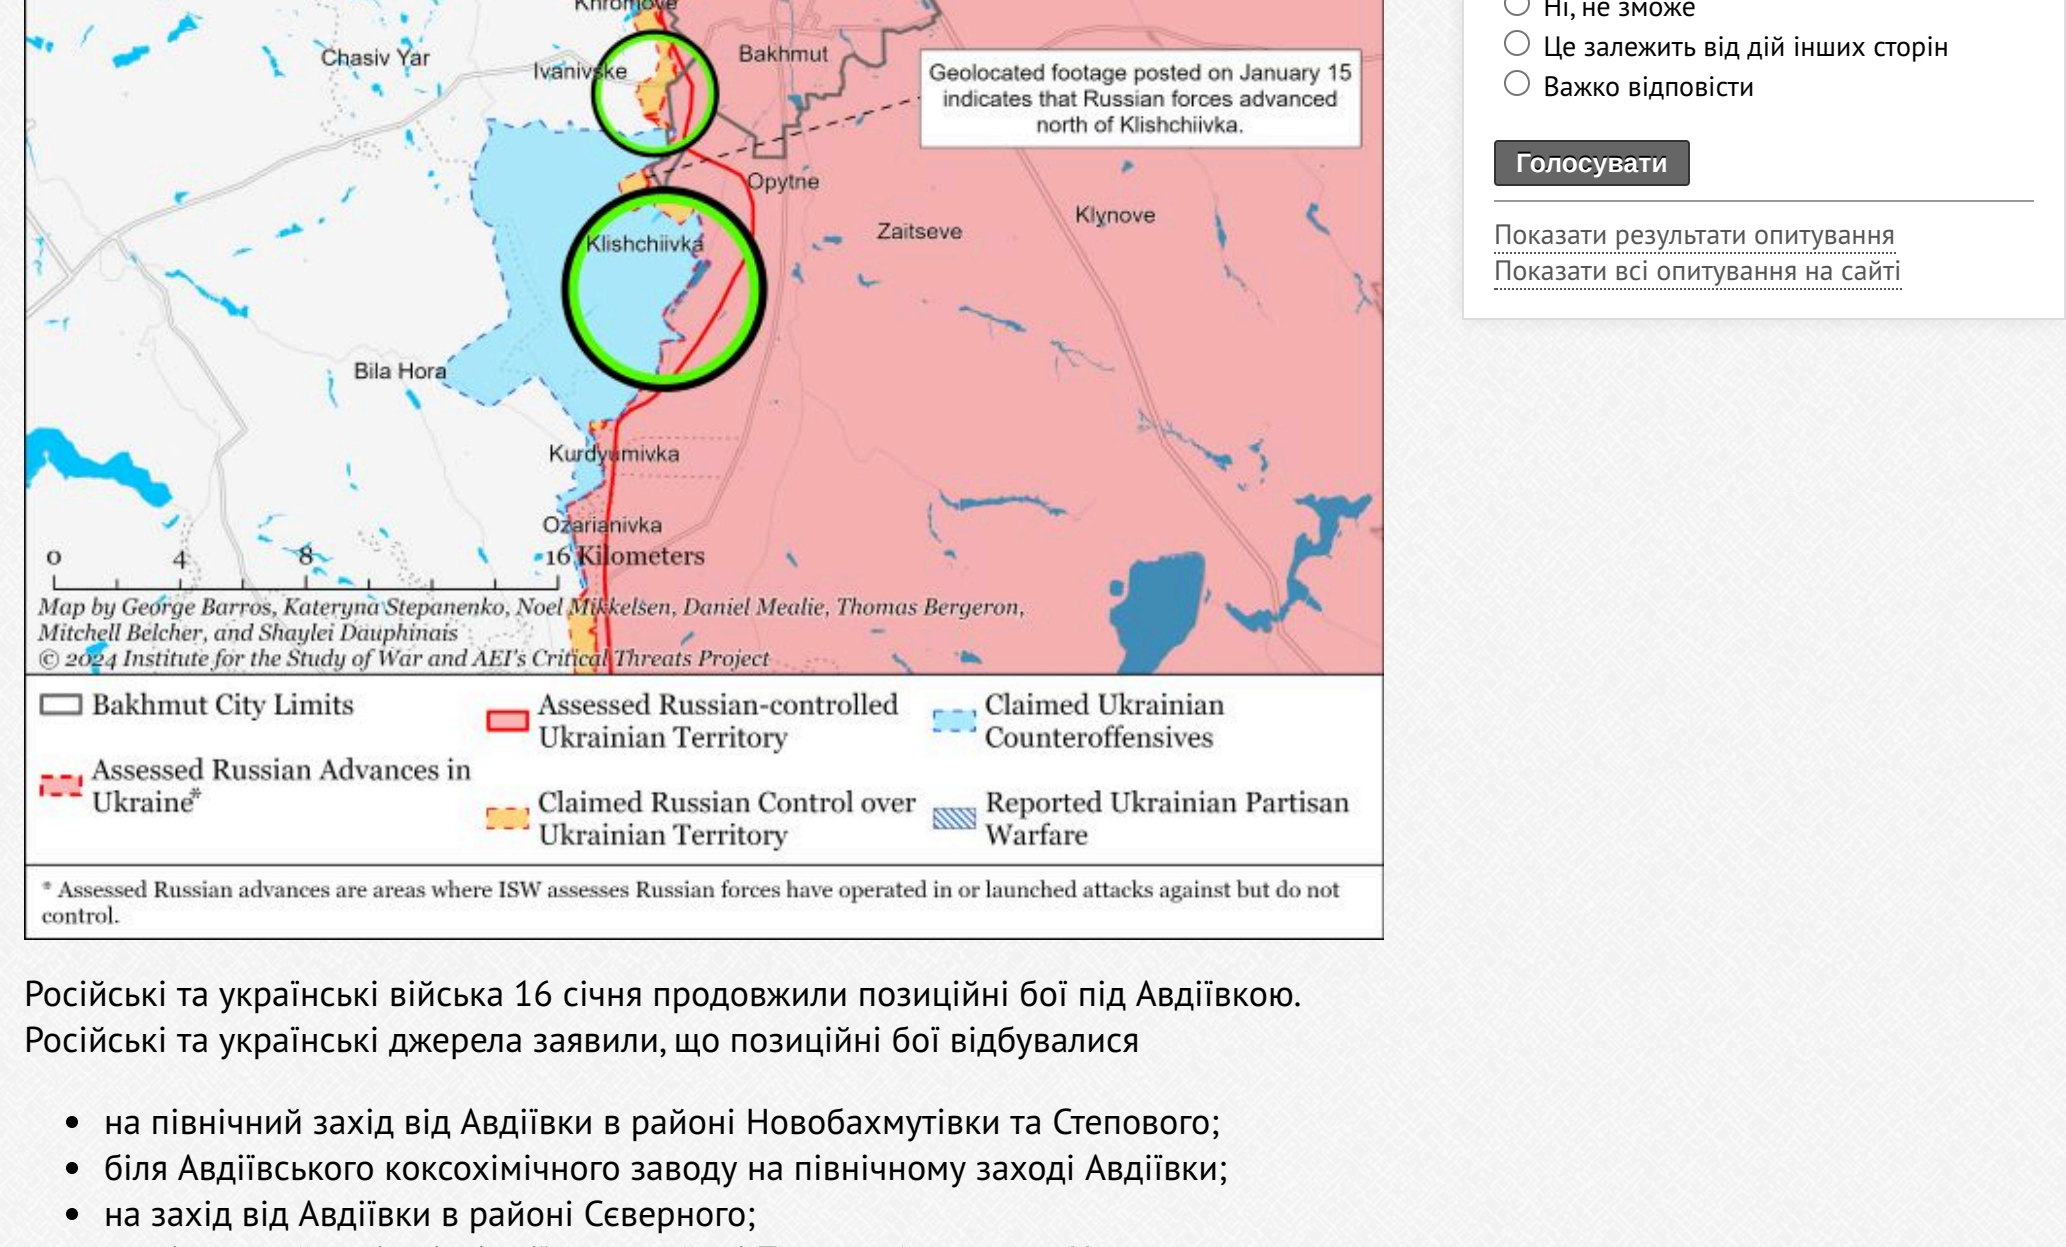 Khromove
Chasiv Yar
Ivanivske
Bakhmut
Geolocated footage posted on January 15
indicates that Russian forces advanced
north of Klishchiivka.
Opytne
Klynove
Zaitseve
Klishchiivka
Bila Hora
Kurdyumivka
Ozarianivka
0 4 8 16 Kilometers
Map by George Barros, Kateryna Stepanenko, Noel Mikkelsen, Daniel Mealie, Thomas Bergeron,
Mitchell Belcher, and Shaylei Dauphinais
© 2024 Institute for the Study of War and AEI's Critical Threats Project
Bakhmut City Limits
Assessed Russian Advances in
Ukraine*
Assessed Russian-controlled
Ukrainian Territory
Claimed Russian Control over
Ukrainian Territory
Claimed Ukrainian
Counteroffensives
Reported Ukrainian Partisan
Warfare
* Assessed Russian advances are areas where ISW assesses Russian forces have operated in or launched attacks against but do not
control.
Російські та українські війська 16 січня продовжили позиційні бої під Авдіївкою.
Російські та українські джерела заявили, що позиційні бої відбувалися
• на північний захід від Авдіївки в районі Новобахмутівки та Степового;
• біля Авдіївського коксохімічного заводу на північному заході Авдіївки;
• на захід від Авдіївки в районі Сєверного;
Ні, не зможе
Це залежить від дій інших сторін
Важко відповісти
Голосувати
Показати результати опитування
Показати всі опитування на сайті